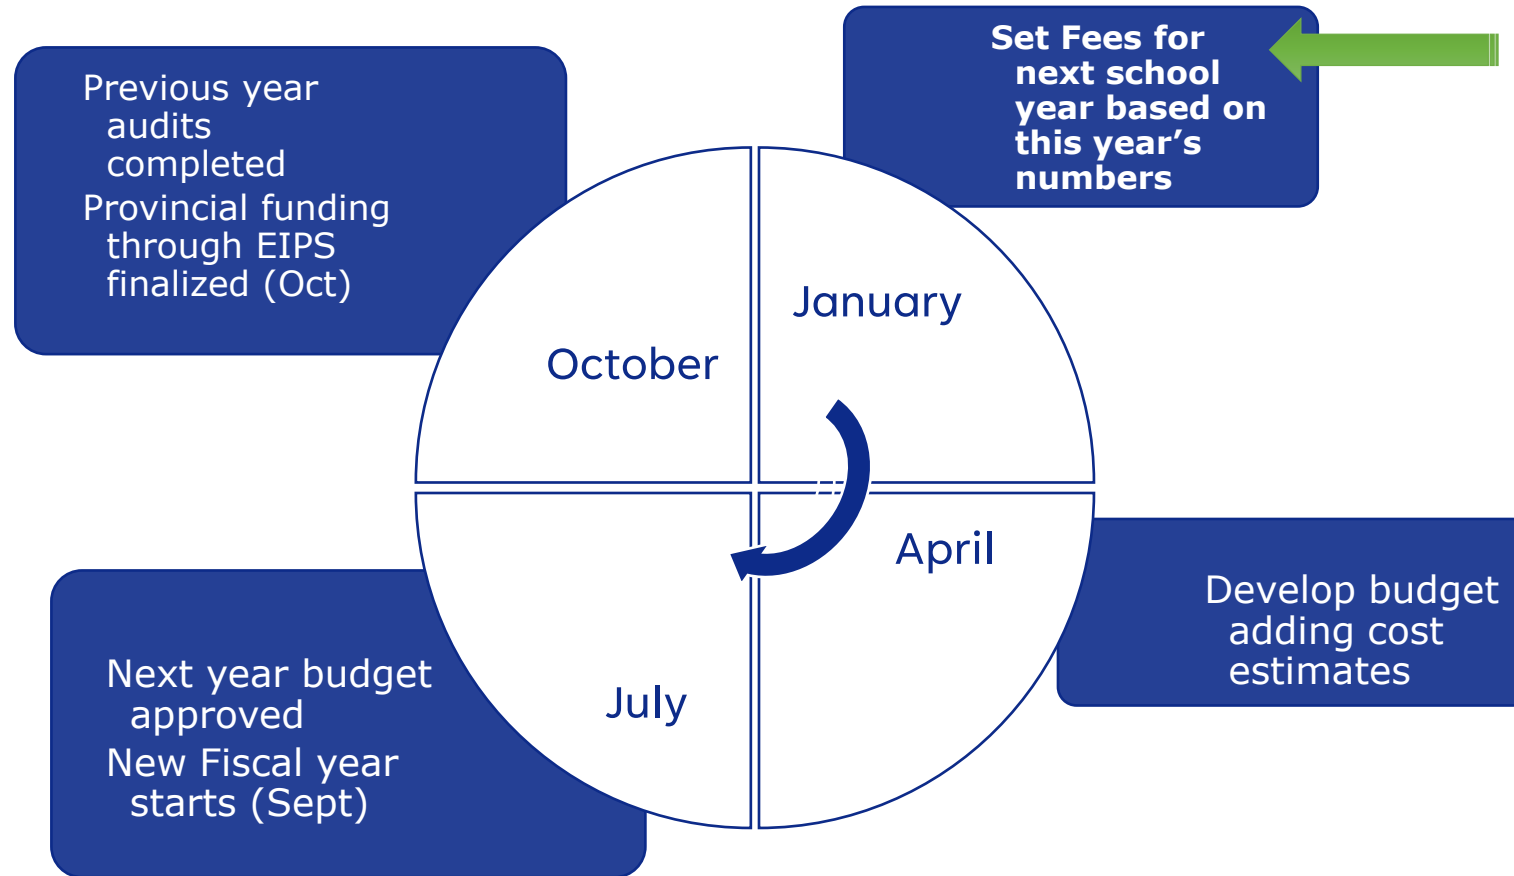 Previous year
audits
completed
Provincial funding
through EIPS
finalized (Oct)
Set Fees for
next school
year based on
this year’s
numbers
October
January
July
April
Next year budget
approved
New Fiscal year
starts (Sept)
Develop budget
adding cost
estimates